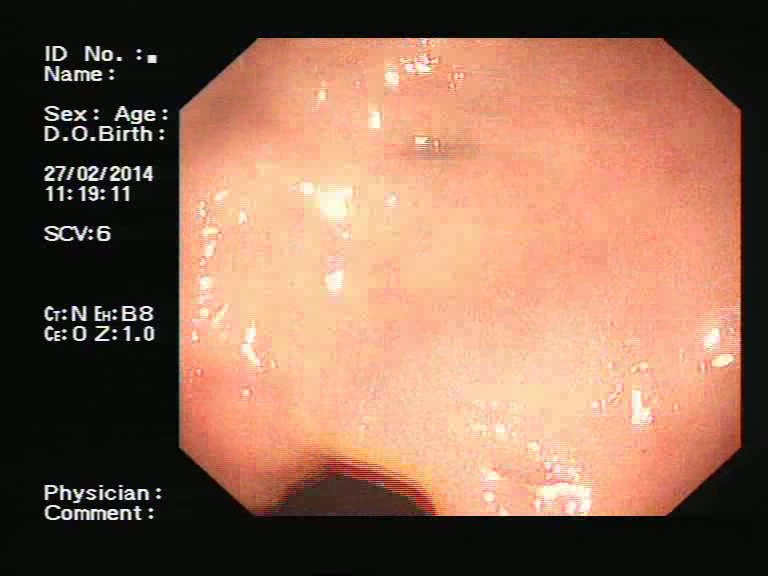 ID No. :
Name:
Sex: Age:
D.O.Birth:
27/02/2014
11:19:11
SCV:6
CT:N EH:B8
CE:0 Z:1.0
Physician:
Comment: